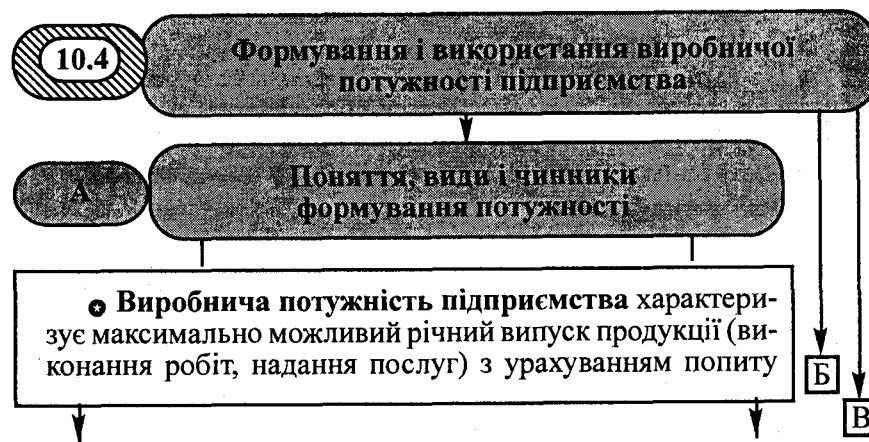 10.4
Формування і використання виробничої
потужності підприємства
А
Поняття, види і чинники
формування потужності
Виробнича потужність підприємства характери-
зує максимально можливий річний випуск продукції (ви-
конання робіт, надання послуг) з урахуванням попиту
Б
В